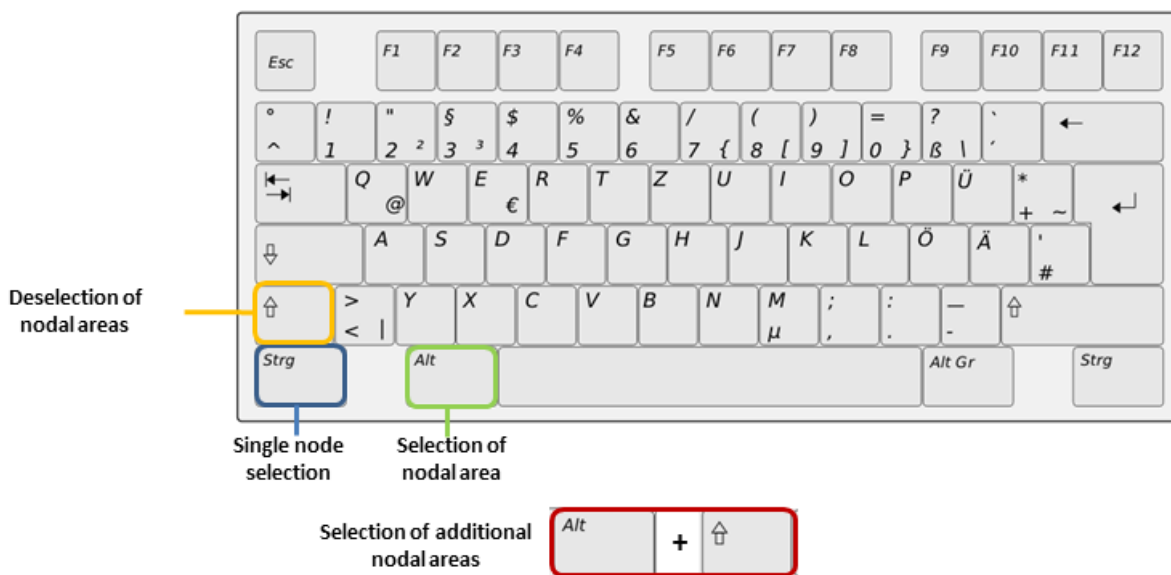 Esc F1 F2 F3 F4 F5 F6 F7 F8 F9 F10 F11 F12
° ! " § $ % & / ( ) = ? `
^ 1 2 ² 3 ³ 4 5 6 7 { 8 [ 9 ] 0 } ß \ ´
Q W E R T Z U I O P Ü *
@ € + ~
A S D F G H J K L Ö Ä '
#
Deselection of
nodal areas
> Y X C V B N M ; : _
< | µ , . -
Strg Alt Alt Gr Strg
Single node
selection
Selection of
nodal area
Selection of additional
nodal areas
Alt +